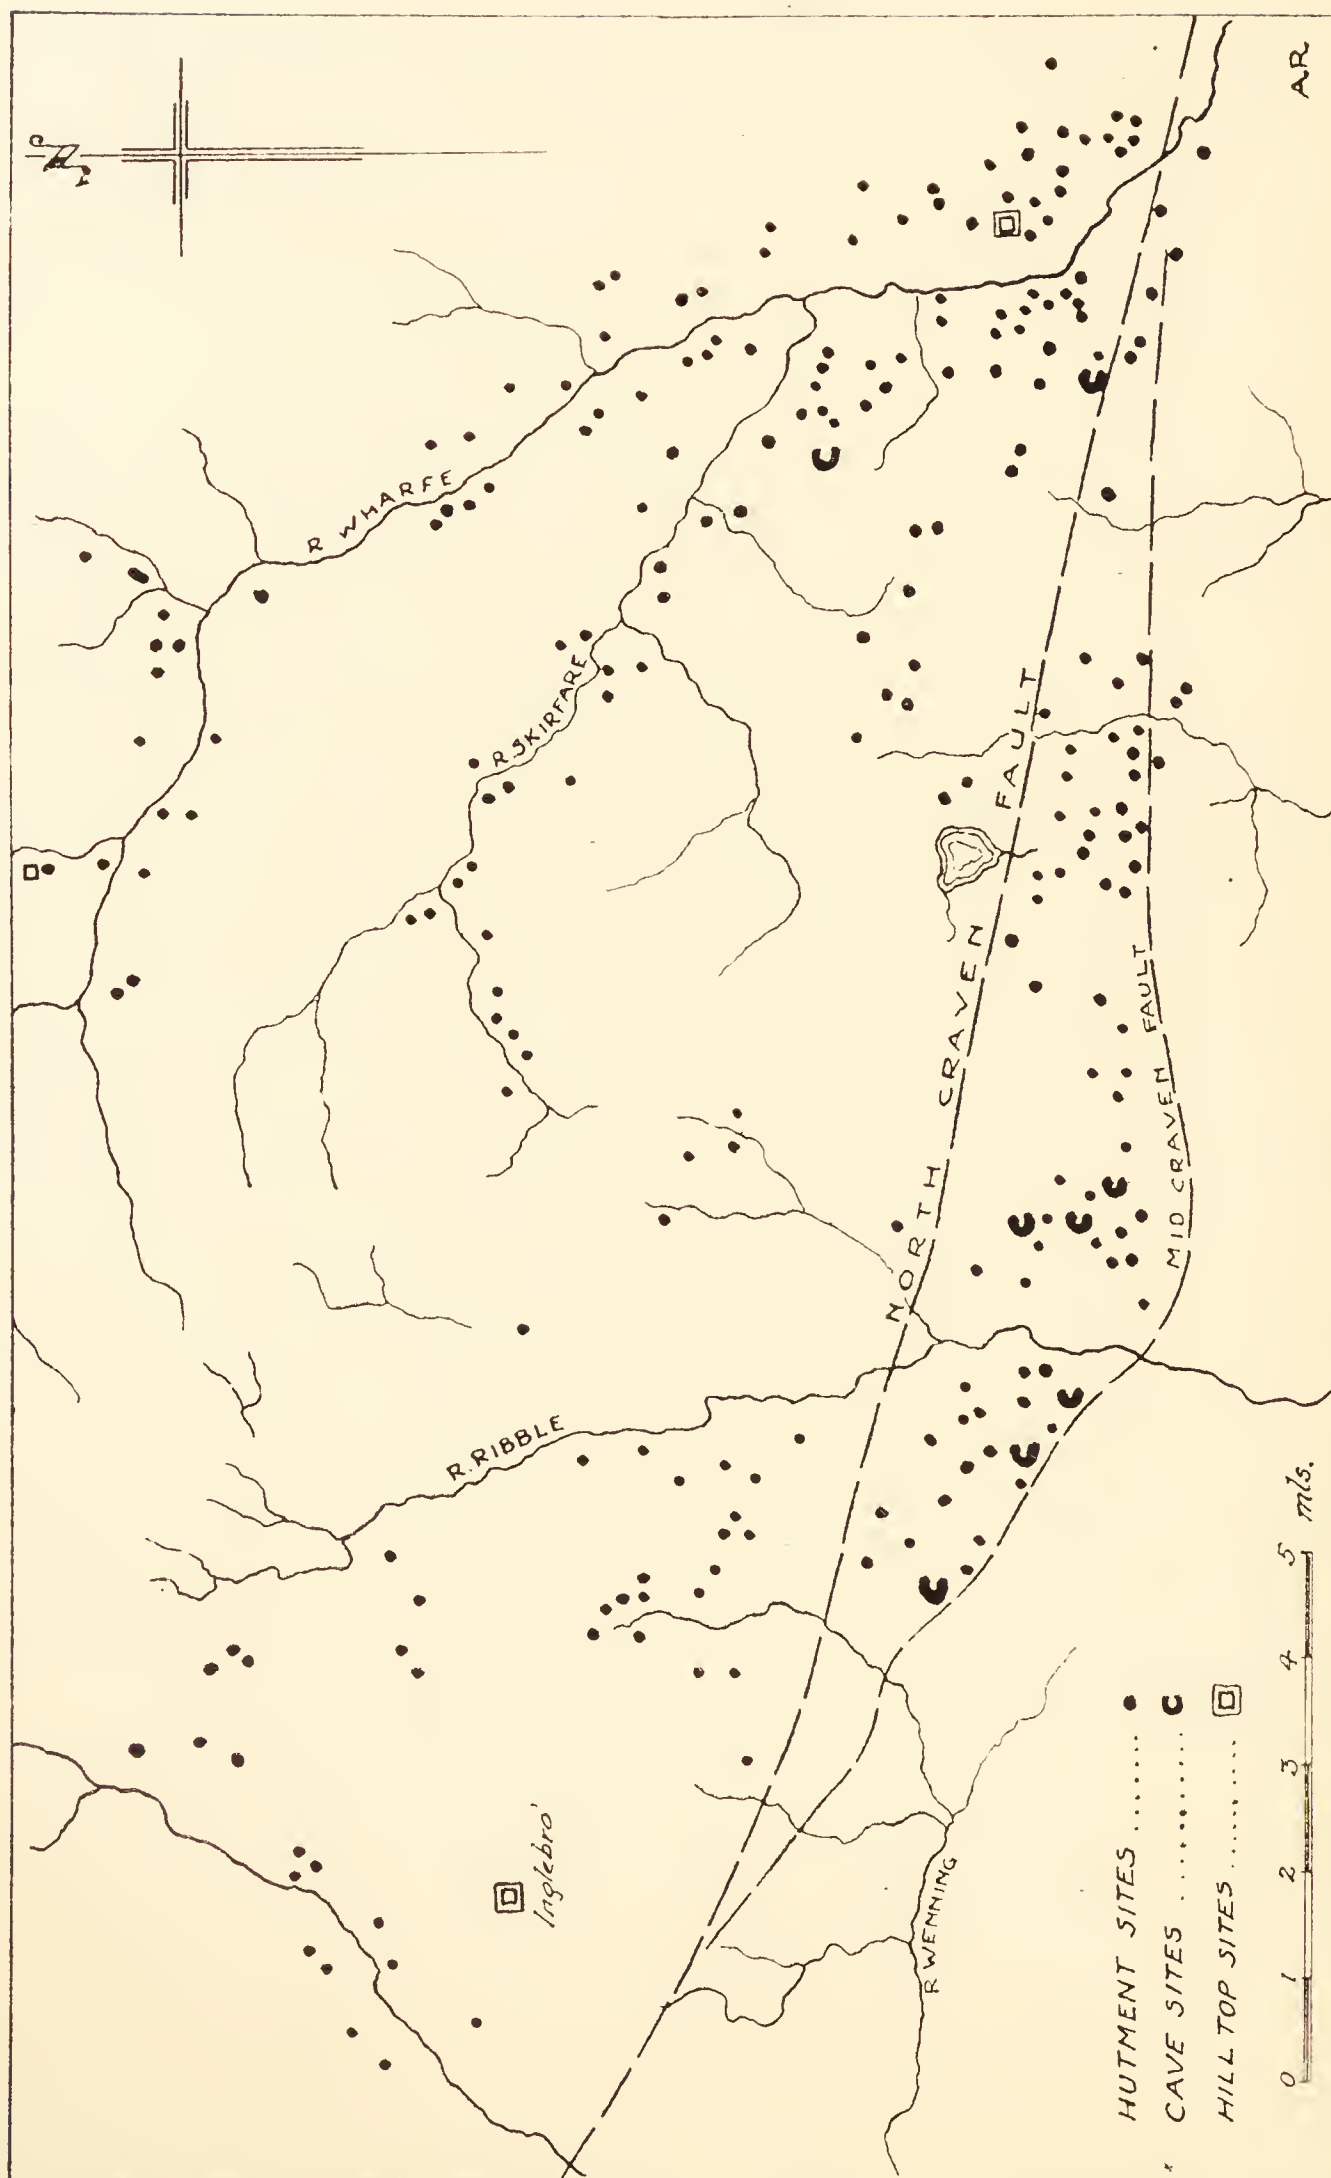 N
R WHARFE
R. SKIRFARE
R. RIBBLE
NORTH CRAVEN FAULT
MID CRAVEN FAULT
Inglebro'
R WENNING
HUTMENT SITES ........
CAVE SITES ..........
HILL TOP SITES ..........
0 1 2 3 4 5 mls.
A.R.